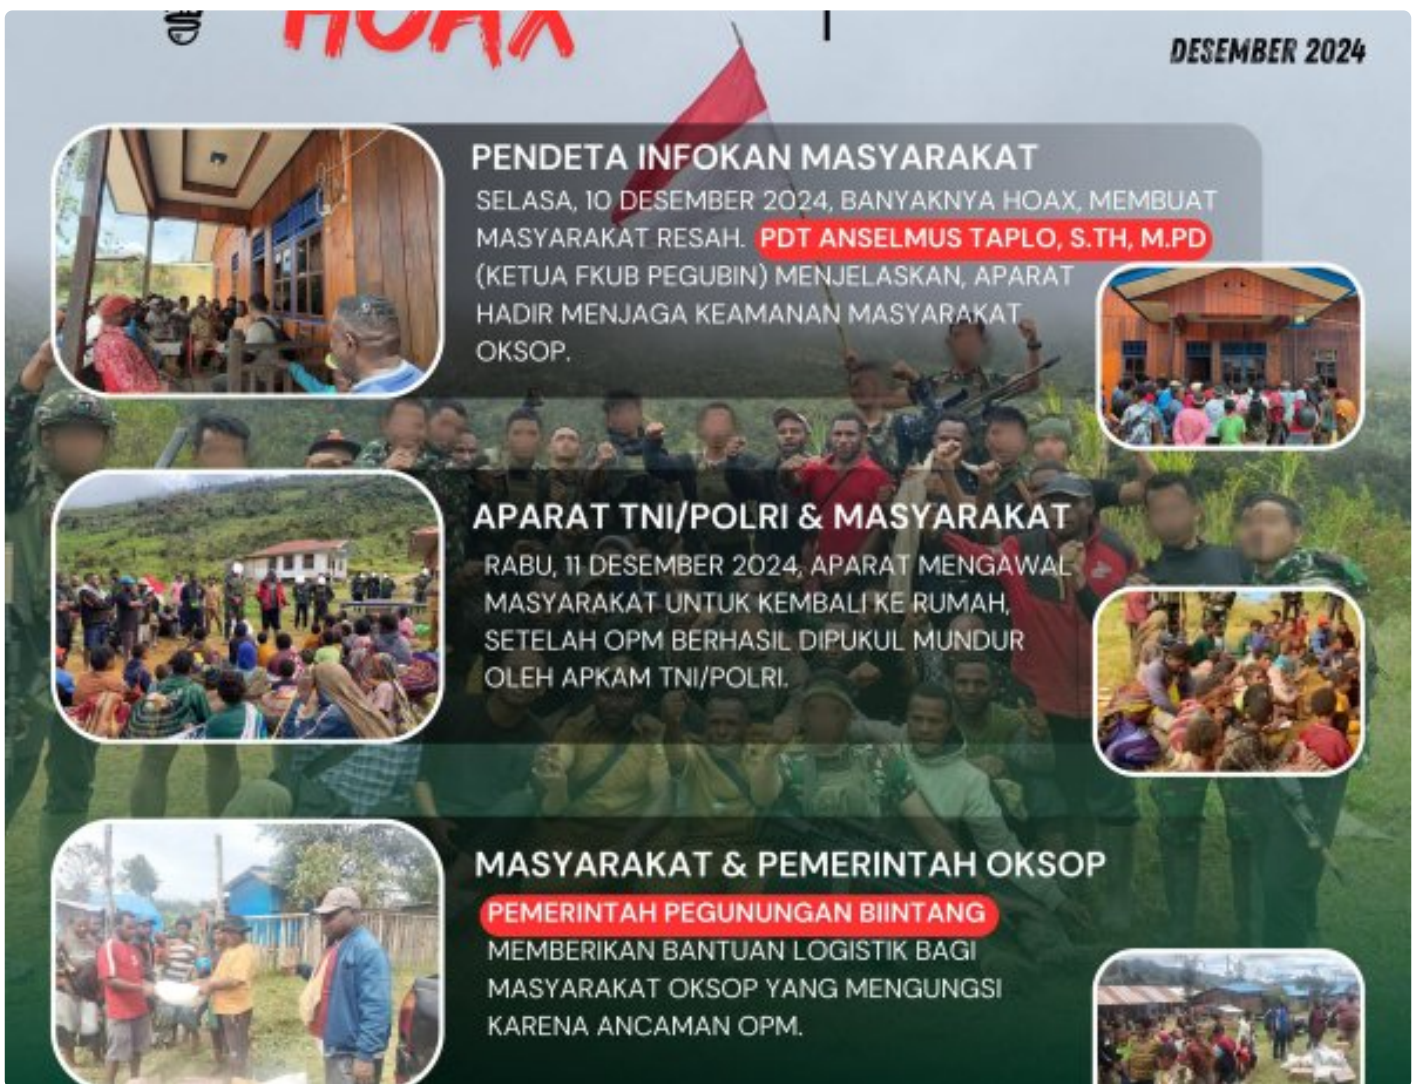 HOAX
DESEMBER 2024
PENDETA INFOKAN MASYARAKAT
SELASA, 10 DESEMBER 2024, BANYAKNYA HOAX, MEMBUAT
MASYARAKAT RESAH. PDT ANSELMUS TAPLO, S.TH, M.PD
(KETUA FKUB PEGUBIN) MENJELASKAN, APARAT
HADIR MENJAGA KEAMANAN MASYARAKAT
OKSOP.
APARAT TNI/POLRI & MASYARAKAT
RABU, 11 DESEMBER 2024, APARAT MENGAWAL
MASYARAKAT UNTUK KEMBALI KE RUMAH,
SETELAH OPM BERHASIL DIPUKUL MUNDUR
OLEH APKAM TNI/POLRI.
MASYARAKAT & PEMERINTAH OKSOP
PEMERINTAH PEGUNUNGAN BIINTANG
MEMBERIKAN BANTUAN LOGISTIK BAGI
MASYARAKAT OKSOP YANG MENGUNGSI
KARENA ANCAMAN OPM.